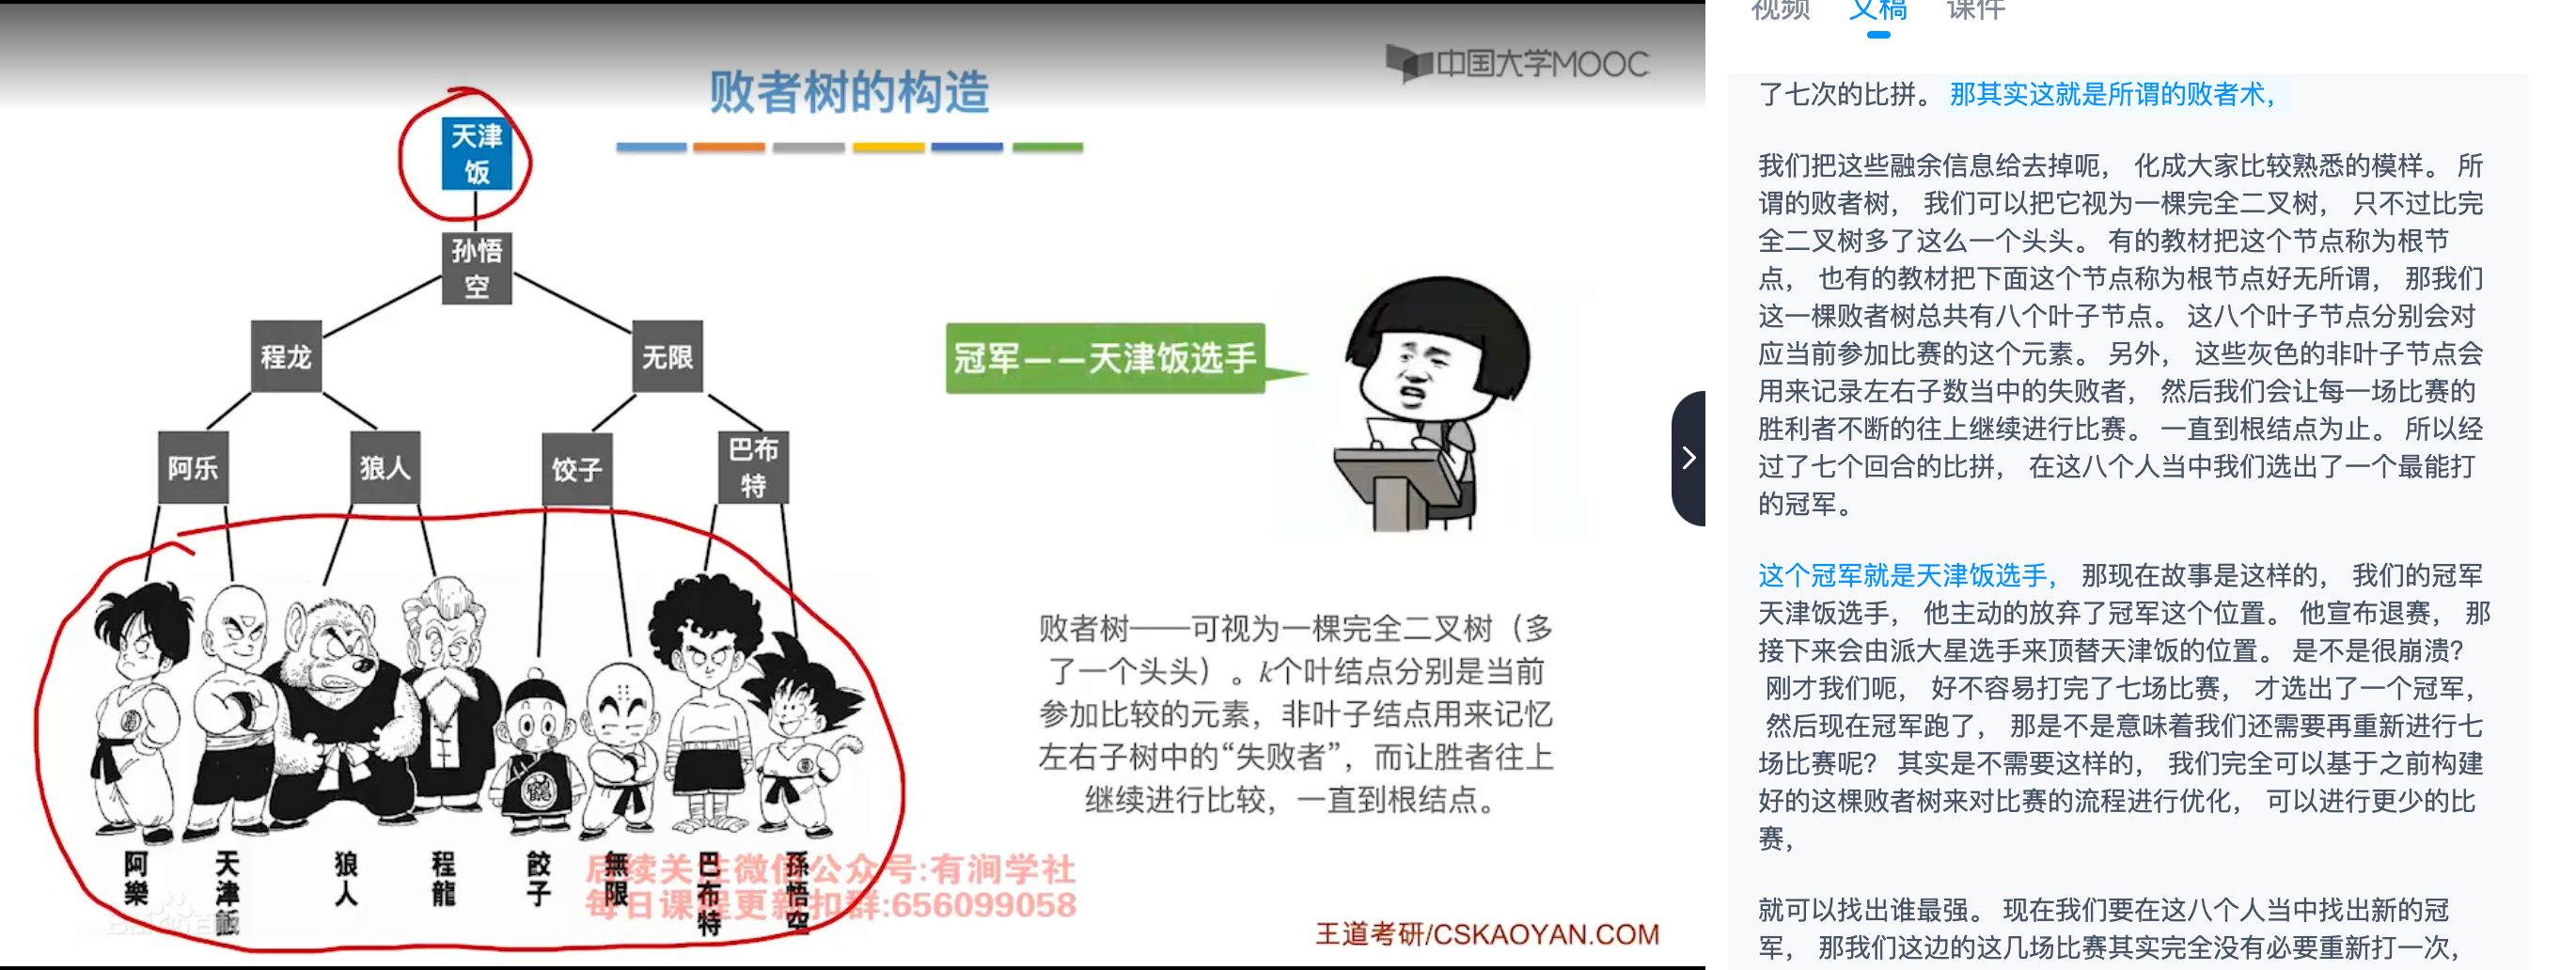 中国大学MOOC
败者树的构造
天津
饭
孙悟
空
程龙
无限
阿乐
狼人
饺子
巴布
特
冠军——天津饭选手
败者树——可视为一棵完全二叉树（多
了一个头头）。k个叶结点分别是当前
参加比较的元素，非叶子结点用来记忆
左右子树中的“失败者”，而让胜者往上
继续进行比较，一直到根结点。
阿樂
天津飯
狼人
程龍
餃子
無限
巴布特
孫悟空
后续关注微信公众号:有涧学社
每日课程更新扣群:656099058
王道考研/CSKAOYAN.COM
视频 文稿 课件
了七次的比拼。 那其实这就是所谓的败者术，
我们把这些融余信息给去掉呃， 化成大家比较熟悉的模样。 所
谓的败者树， 我们可以把它视为一棵完全二叉树， 只不过比完
全二叉树多了这么一个头头。 有的教材把这个节点称为根节
点， 也有的教材把下面这个节点称为根节点好无所谓， 那我们
这一棵败者树总共有八个叶子节点。 这八个叶子节点分别会对
应当前参加比赛的这个元素。 另外， 这些灰色的非叶子节点会
用来记录左右子数当中的失败者， 然后我们会让每一场比赛的
胜利者不断的往上继续进行比赛。 一直到根结点为止。 所以经
过了七个回合的比拼， 在这八个人当中我们选出了一个最能打
的冠军。
这个冠军就是天津饭选手， 那现在故事是这样的， 我们的冠军
天津饭选手， 他主动的放弃了冠军这个位置。 他宣布退赛， 那
接下来会由派大星选手来顶替天津饭的位置。 是不是很崩溃？
刚才我们呃， 好不容易打完了七场比赛， 才选出了一个冠军，
然后现在冠军跑了， 那是不是意味着我们还需要再重新进行七
场比赛呢？ 其实是不需要这样的， 我们完全可以基于之前构建
好的这棵败者树来对比赛的流程进行优化， 可以进行更少的比
赛，
就可以找出谁最强。 现在我们要在这八个人当中找出新的冠
军， 那我们这边的这几场比赛其实完全没有必要重新打一次，